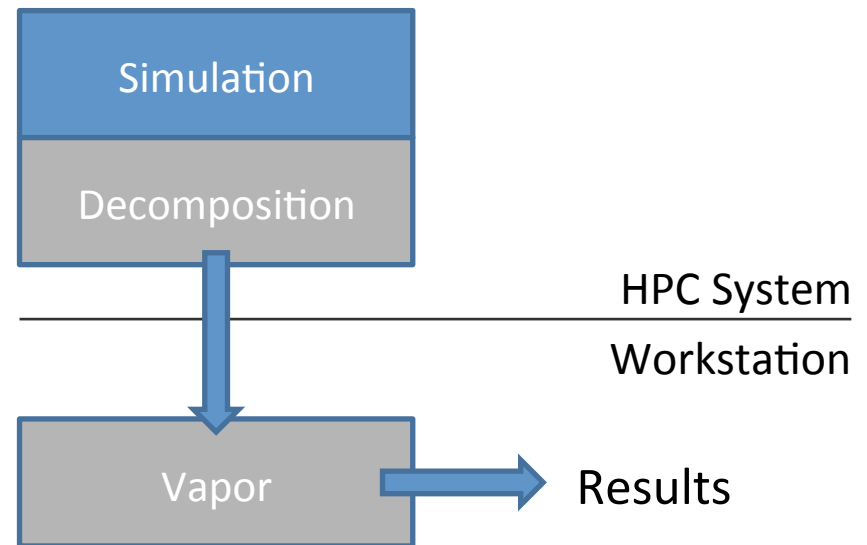 Simulation
Decomposition
HPC System
Workstation
Vapor
Results